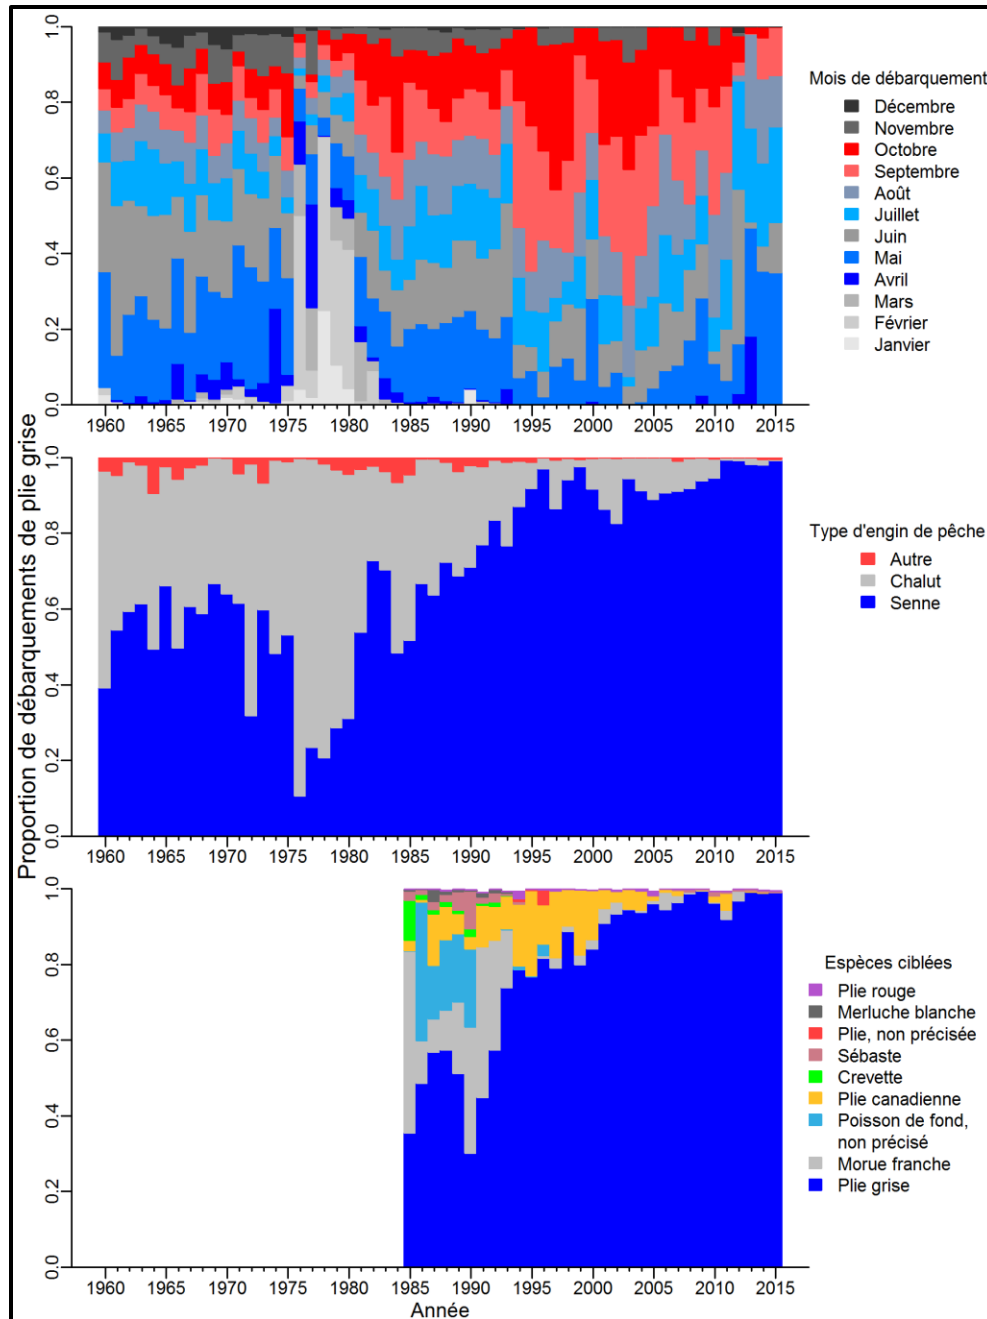 Proportion de débarquements de plie grise
1.0
0.8
0.6
0.4
0.2
0.0
1960 1965 1970 1975 1980 1985 1990 1995 2000 2005 2010 2015
Mois de débarquement
Décembre
Novembre
Octobre
Septembre
Août
Juillet
Juin
Mai
Avril
Mars
Février
Janvier
1.0
0.8
0.6
0.4
0.2
0.0
1960 1965 1970 1975 1980 1985 1990 1995 2000 2005 2010 2015
Type d'engin de pêche
Autre
Chalut
Senne
1.0
0.8
0.6
0.4
0.2
0.0
1960 1965 1970 1975 1980 1985 1990 1995 2000 2005 2010 2015
Espèces ciblées
Plie rouge
Merluche blanche
Plie, non précisée
Sébaste
Crevette
Plie canadienne
Poisson de fond,
non précisé
Morue franche
Plie grise
Année